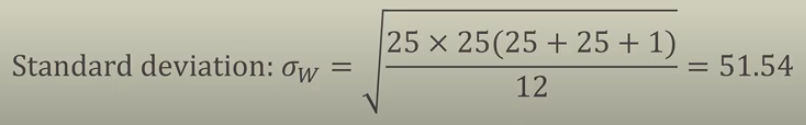 Standard deviation: σ_W = √(25 × 25(25 + 25 + 1) / 12) = 51.54